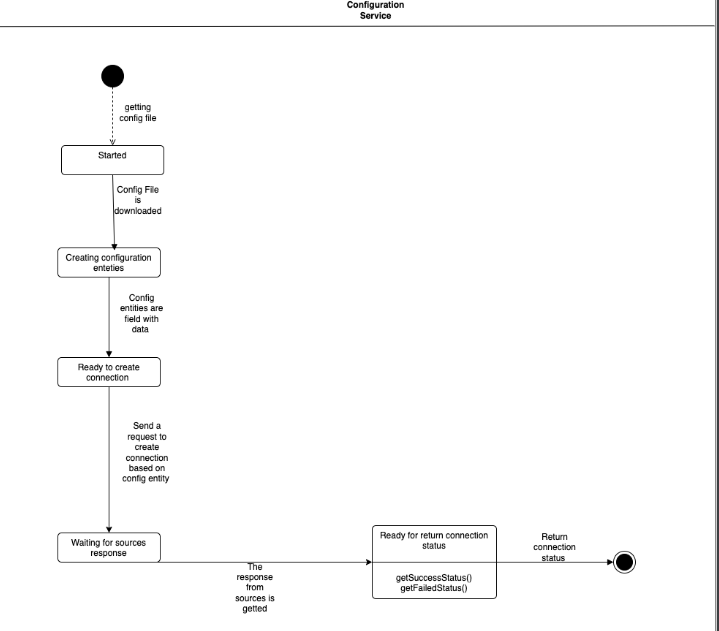 Configuration
Service
getting
config file
Started
Config File
is
downloaded
Creating configuration
enteties
Config
entities are
field with
data
Ready to create
connection
Send a
request to
create
connection
based on
config entity
Waiting for sources
response
The
response
from
sources is
getted
Ready for return connection
status
getSuccessStatus()
getFailedStatus()
Return
connection
status